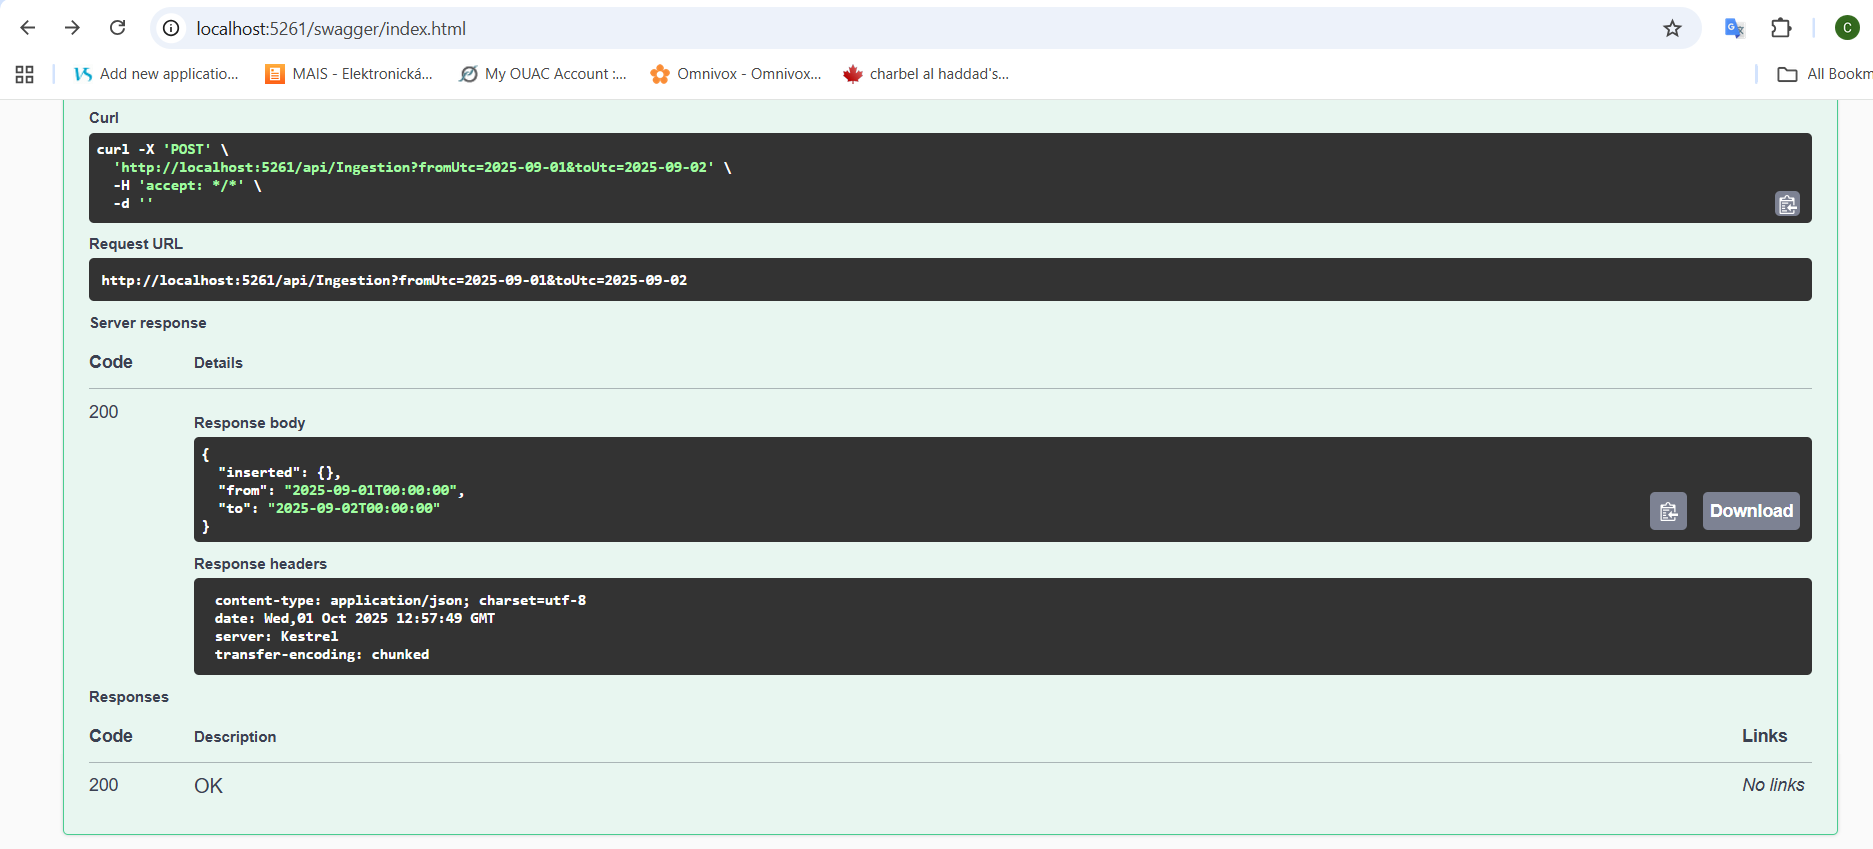 localhost:5261/swagger/index.html
C
Add new applicatio...
MAIS - Elektronická...
My OUAC Account :...
Omnivox - Omnivox...
charbel al haddad's...
All Bookm
Curl
curl -X 'POST' \
'http://localhost:5261/api/Ingestion?fromUtc=2025-09-01&toUtc=2025-09-02' \
-H 'accept: */*' \
-d ''
Request URL
http://localhost:5261/api/Ingestion?fromUtc=2025-09-01&toUtc=2025-09-02
Server response
Code Details
200
Response body
{
"inserted": {},
"from": "2025-09-01T00:00:00",
"to": "2025-09-02T00:00:00"
}
Download
Response headers
content-type: application/json; charset=utf-8
date: Wed,01 Oct 2025 12:57:49 GMT
server: Kestrel
transfer-encoding: chunked
Responses
Code Description Links
200 OK No links